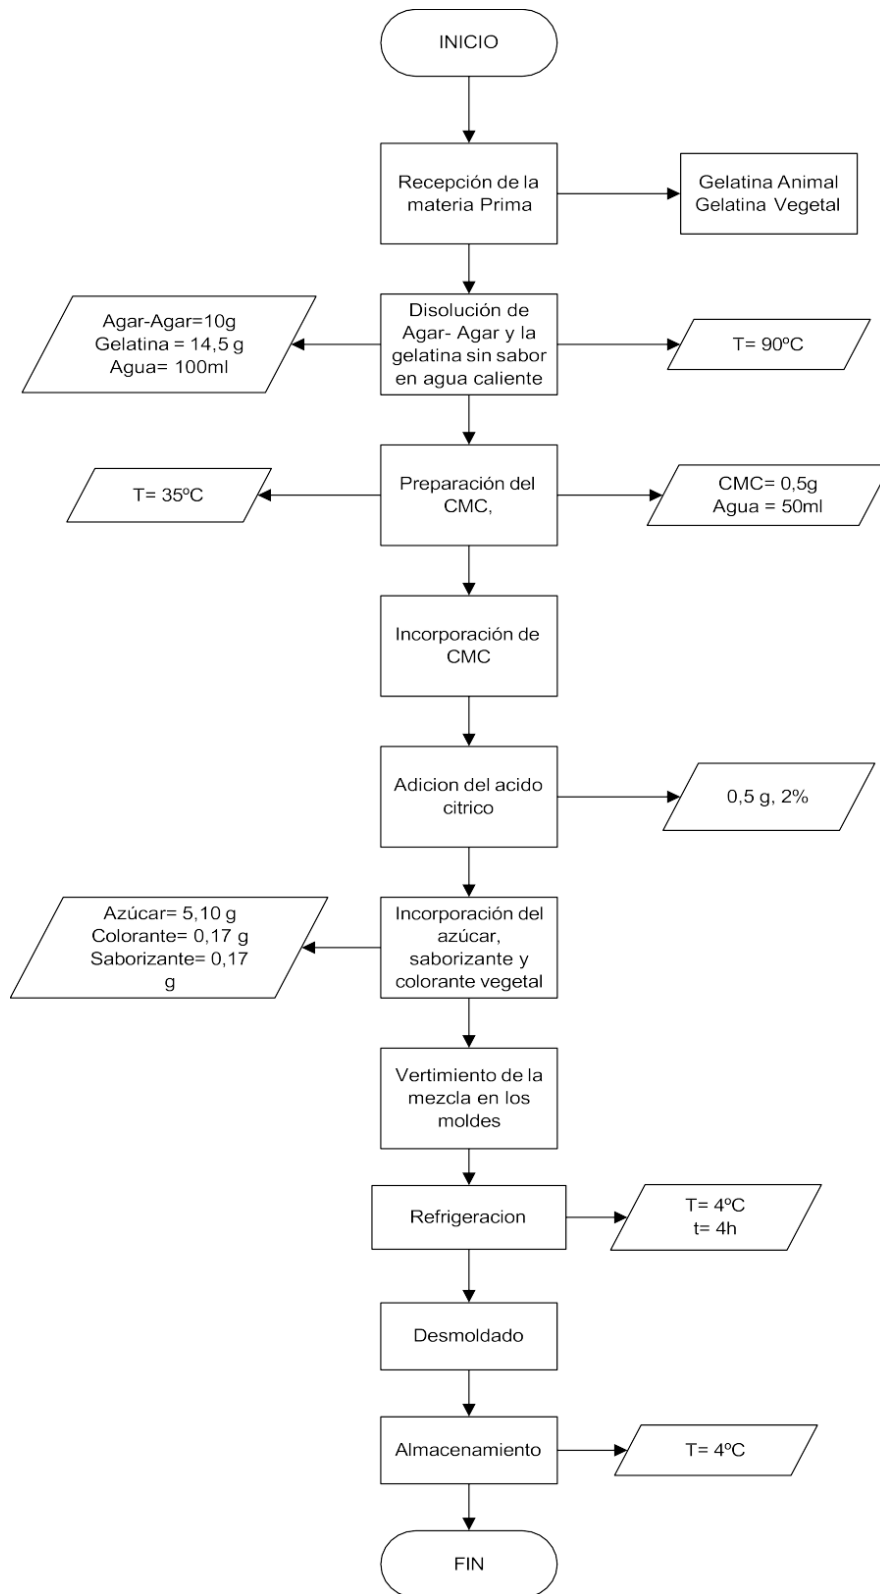 INICIO
Recepción de la
materia Prima
Gelatina Animal
Gelatina Vegetal
Agar-Agar=10g
Gelatina = 14,5 g
Agua= 100ml
Disolución de
Agar- Agar y la
gelatina sin sabor
en agua caliente
T= 90ºC
T= 35ºC
Preparación del
CMC,
CMC= 0,5g
Agua = 50ml
Incorporación de
CMC
Adicion del acido
citrico
0,5 g, 2%
Azúcar= 5,10 g
Colorante= 0,17 g
Saborizante= 0,17
g
Incorporación del
azúcar,
saborizante y
colorante vegetal
Vertimiento de la
mezcla en los
moldes
Refrigeracion
T= 4ºC
t= 4h
Desmoldado
Almacenamiento
T= 4ºC
FIN